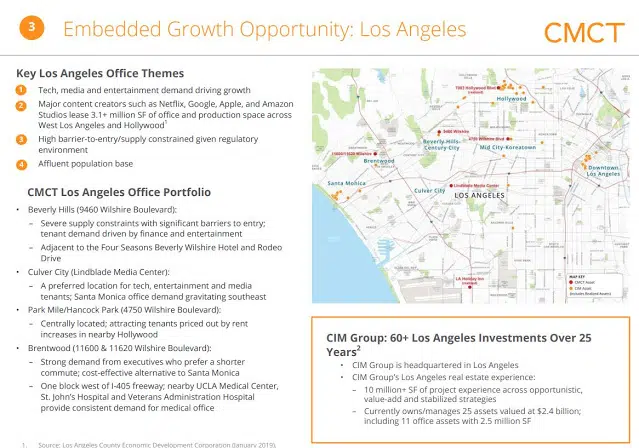 3
Embedded Growth Opportunity: Los Angeles
CMCT
Key Los Angeles Office Themes
1 Tech, media and entertainment demand driving growth
2 Major content creators such as Netflix, Google, Apple, and Amazon
Studios lease 3.1+ million SF of office and production space across
West Los Angeles and Hollywood1
3 High barrier-to-entry/supply constrained given regulatory
environment
4 Affluent population base
CMCT Los Angeles Office Portfolio
• Beverly Hills (9460 Wilshire Boulevard):
– Severe supply constraints with significant barriers to entry;
tenant demand driven by finance and entertainment
– Adjacent to the Four Seasons Beverly Wilshire Hotel and Rodeo
Drive
• Culver City (Lindblade Media Center):
– A preferred location for tech, entertainment and media
tenants; Santa Monica office demand gravitating southeast
• Park Mile/Hancock Park (4750 Wilshire Boulevard):
– Centrally located; attracting tenants priced out by rent
increases in nearby Hollywood
• Brentwood (11600 & 11620 Wilshire Boulevard):
– Strong demand from executives who prefer a shorter
commute; cost-effective alternative to Santa Monica
– One block west of I-405 freeway; nearby UCLA Medical Center,
St. John's Hospital and Veterans Administration Hospital
provide consistent demand for medical office
1. Source: Los Angeles County Economic Development Corporation (January 2019).
7083 Hollywood Blvd
Hollywood
9460 Wilshire
4750 Wilshire Blvd
Beverly Hills-
Century City
Mid City-Koreatown
11600/11620 Wilshire
Brentwood
Downtown
Los Angeles
Santa Monica
Culver City
Lindblade Media Center
LOS ANGELES
LA Holiday Inn
MAP KEY
CMCT Asset
CIM Asset
(includes Realized Assets)
CIM Group: 60+ Los Angeles Investments Over 25
Years2
• CIM Group is headquartered in Los Angeles
• CIM Group's Los Angeles real estate experience:
– 10 million+ SF of project experience across opportunistic,
value-add and stabilized strategies
– Currently owns/manages 25 assets valued at $2.4 billion;
including 11 office assets with 2.5 million SF